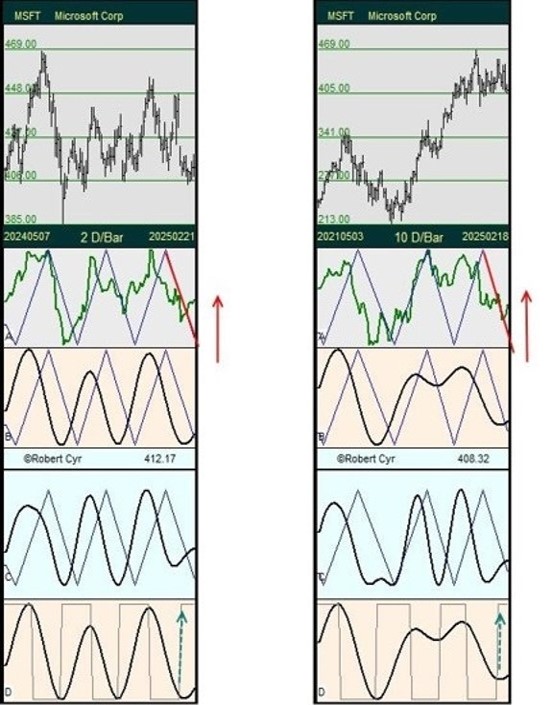 MSFT Microsoft Corp
469.00
448.00
406.00
385.00
20240507 2 D/Bar 20250221
A
B
©Robert Cyr 412.17
C
D
MSFT Microsoft Corp
469.00
405.00
341.00
213.00
20210503 10 D/Bar 20250218
©Robert Cyr 408.32
D